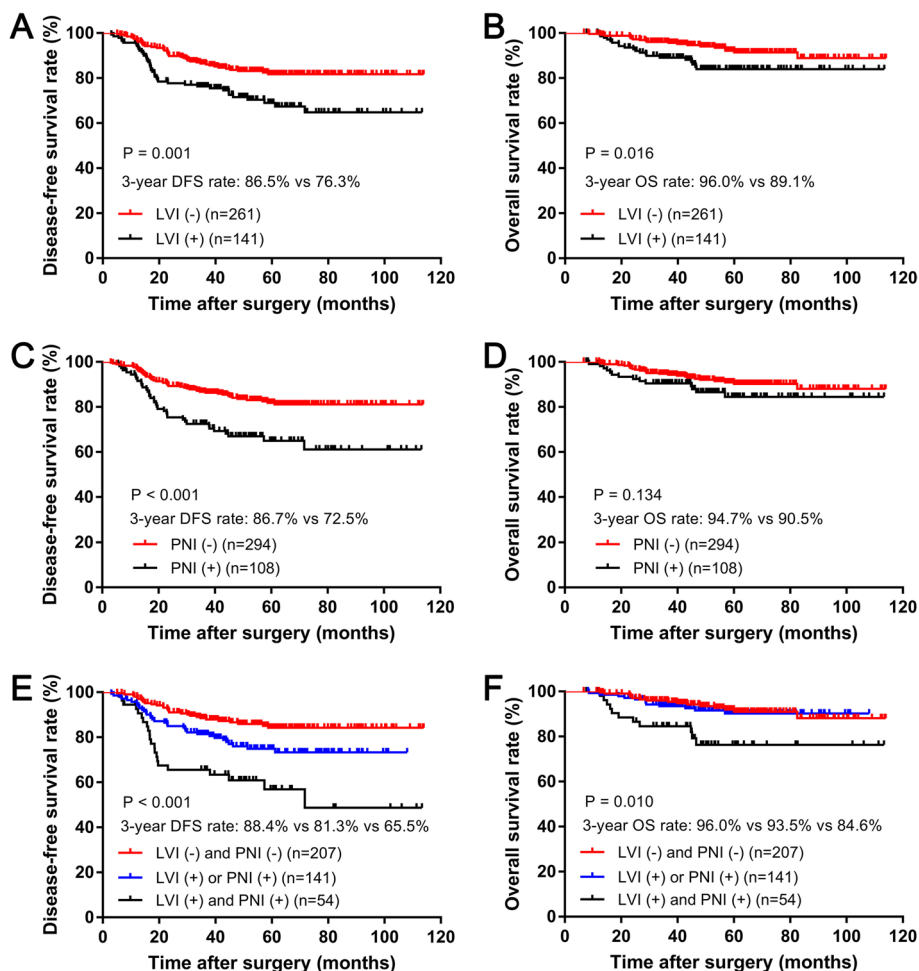 A
Disease-free survival rate (%)
100
80
60
40
20
0
P = 0.001
3-year DFS rate: 86.5% vs 76.3%
LVI (-) (n=261)
LVI (+) (n=141)
0 20 40 60 80 100 120
Time after surgery (months)
B
Overall survival rate (%)
100
80
60
40
20
0
P = 0.016
3-year OS rate: 96.0% vs 89.1%
LVI (-) (n=261)
LVI (+) (n=141)
0 20 40 60 80 100 120
Time after surgery (months)
C
Disease-free survival rate (%)
100
80
60
40
20
0
P < 0.001
3-year DFS rate: 86.7% vs 72.5%
PNI (-) (n=294)
PNI (+) (n=108)
0 20 40 60 80 100 120
Time after surgery (months)
D
Overall survival rate (%)
100
80
60
40
20
0
P = 0.134
3-year OS rate: 94.7% vs 90.5%
PNI (-) (n=294)
PNI (+) (n=108)
0 20 40 60 80 100 120
Time after surgery (months)
E
Disease-free survival rate (%)
100
80
60
40
20
0
P < 0.001
3-year DFS rate: 88.4% vs 81.3% vs 65.5%
LVI (-) and PNI (-) (n=207)
LVI (+) or PNI (+) (n=141)
LVI (+) and PNI (+) (n=54)
0 20 40 60 80 100 120
Time after surgery (months)
F
Overall survival rate (%)
100
80
60
40
20
0
P = 0.010
3-year OS rate: 96.0% vs 93.5% vs 84.6%
LVI (-) and PNI (-) (n=207)
LVI (+) or PNI (+) (n=141)
LVI (+) and PNI (+) (n=54)
0 20 40 60 80 100 120
Time after surgery (months)